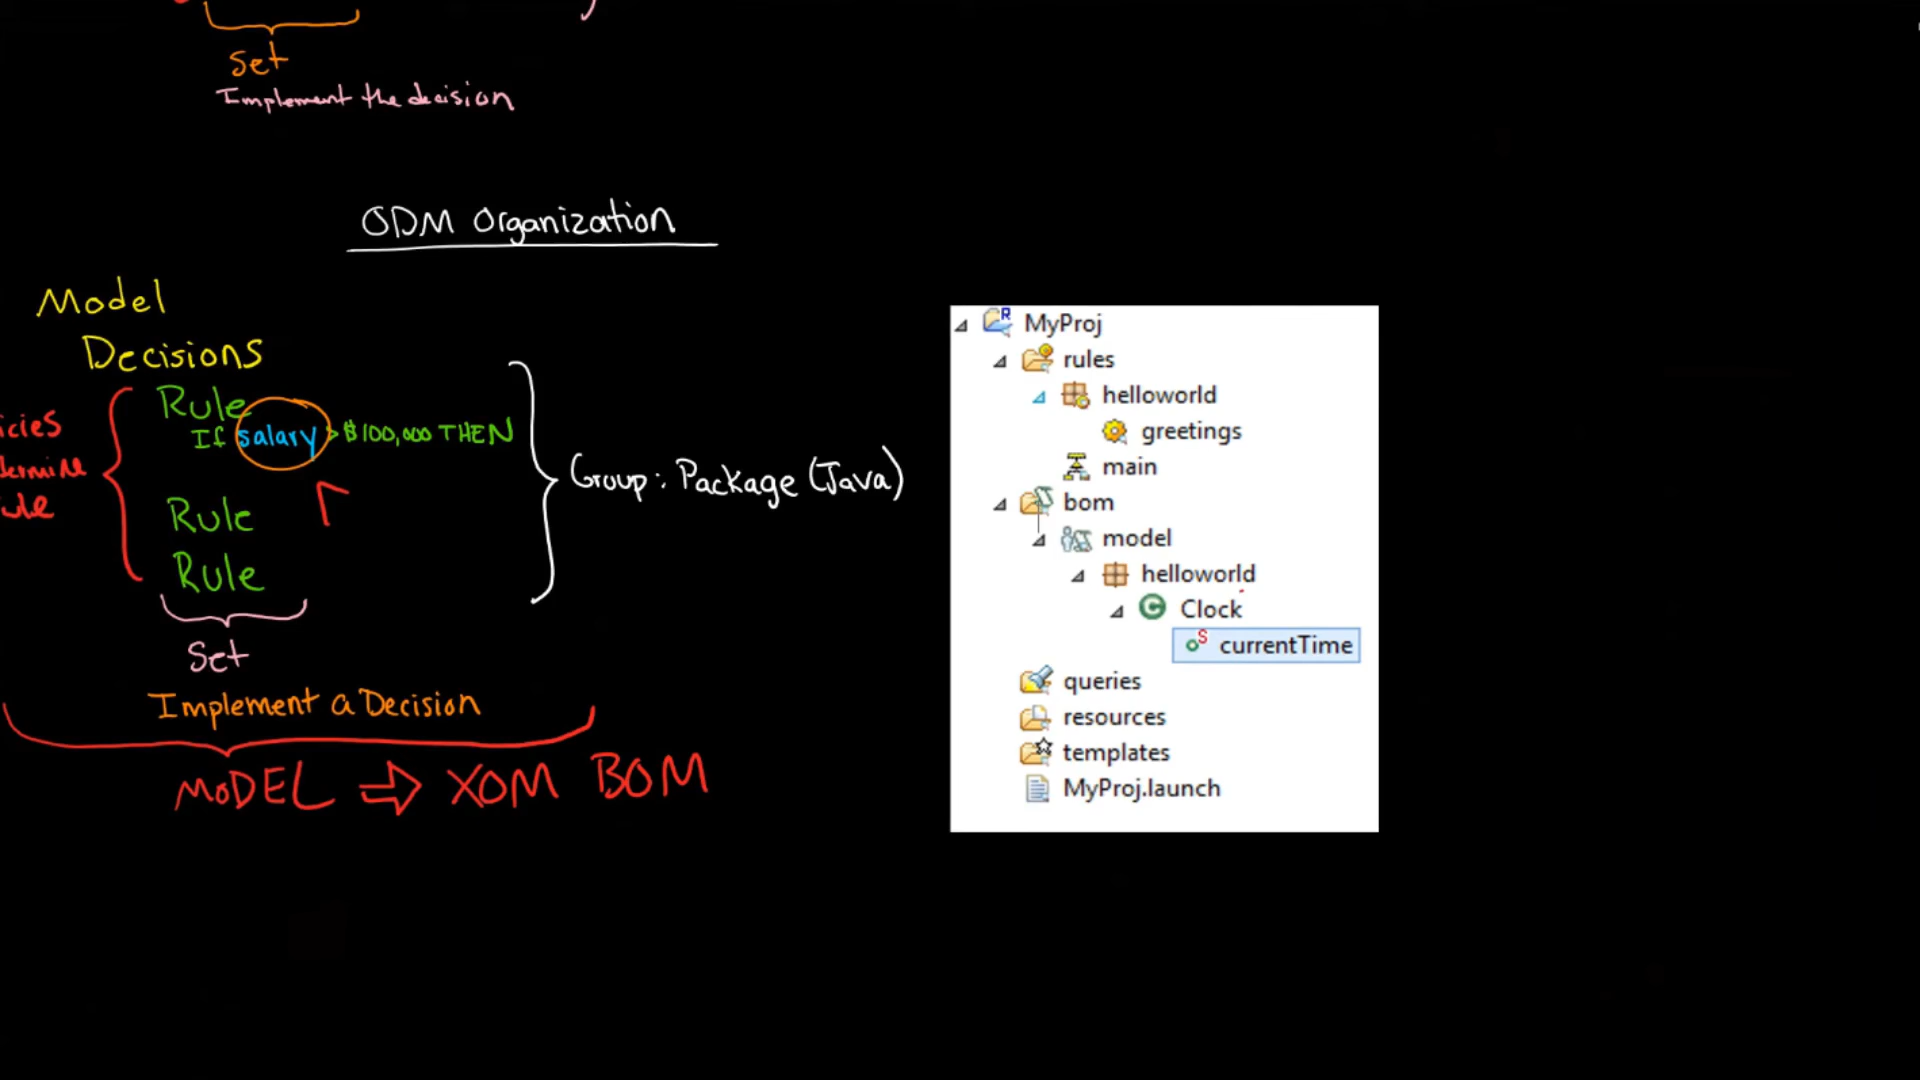 Set
Implement the decision
ODM Organization
Model
Decisions
Rule
If salary > $100,000 THEN
Rule
Rule
Set
Implement a Decision
MODEL ⇒ XOM BOM
Group: Package (Java)
MyProj
rules
helloworld
greetings
main
bom
model
helloworld
Clock
currentTime
queries
resources
templates
MyProj.launch